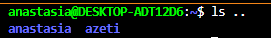 anastasia@DESKTOP-ADT12D6:~$ ls ..
anastasia  azeti